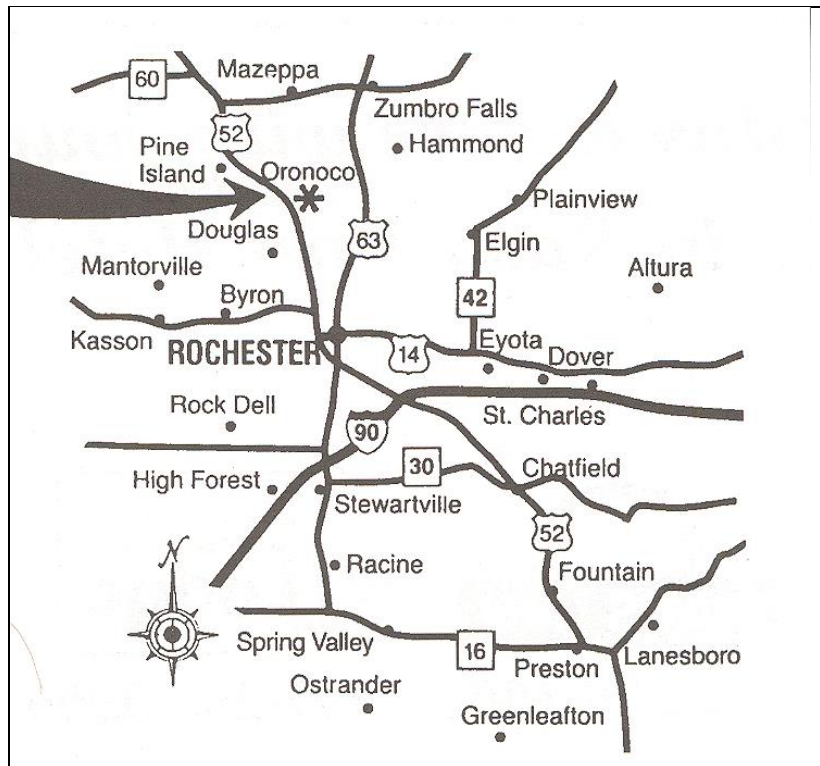 60
Mazeppa
Zumbro Falls
52
Hammond
Pine
Island
Oronoco
Plainview
Douglas
63
Elgin
Mantorville
Altura
Byron
42
Kasson
ROCHESTER
14
Eyota
Dover
Rock Dell
90
St. Charles
High Forest
30
Chatfield
Stewartville
52
N
Racine
Fountain
Spring Valley
16
Preston
Lanesboro
Ostrander
Greenleafton